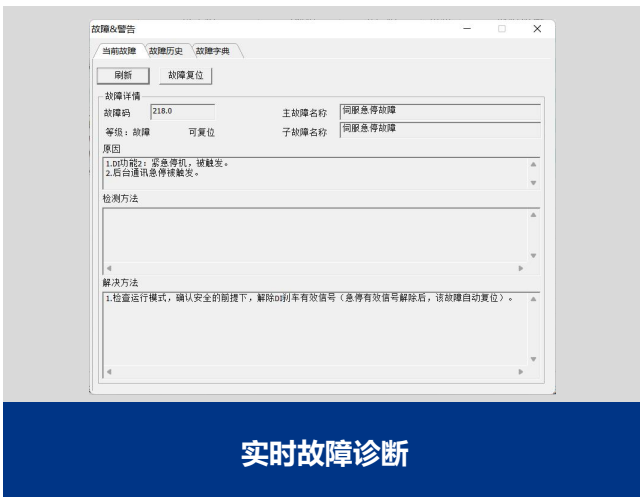 故障&警告
当前故障 故障历史 故障字典
刷新 故障复位
故障详情
故障码 218.0 主故障名称 伺服急停故障
等级：故障 可复位 子故障名称 伺服急停故障
原因
1.DI功能2：紧急停机，被触发。
2.后台通讯急停被触发。
检测方法
解决方法
1.检查运行模式，确认安全的前提下，解除DI刹车有效信号（急停有效信号解除后，该故障自动复位）。
实时故障诊断